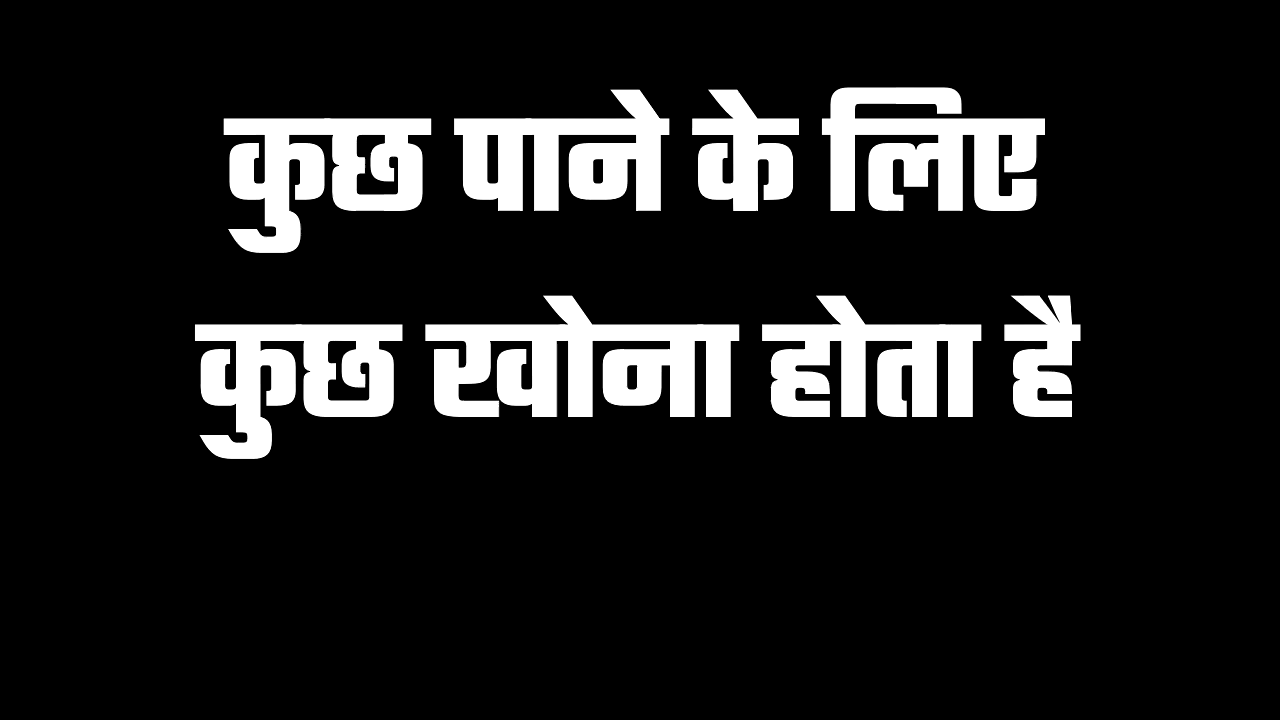 कुछ पाने के लिए
कुछ खोना होता है